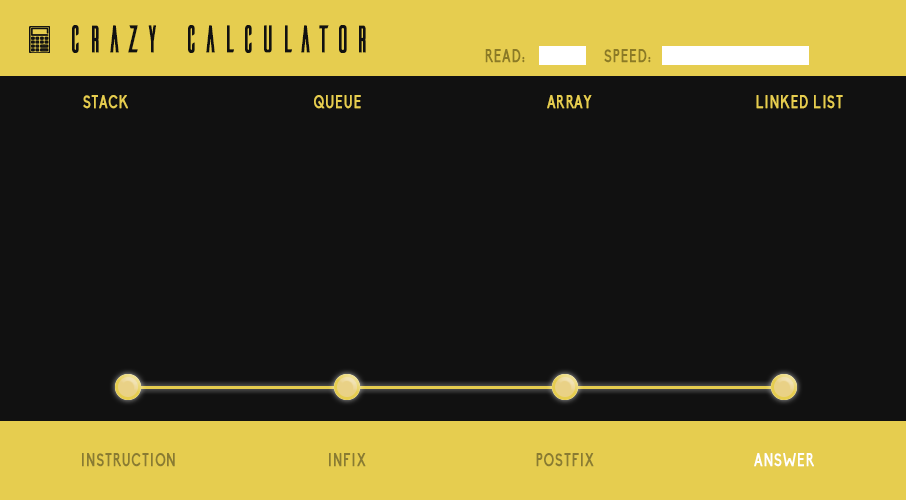 CRAZY CALCULATOR
READ: SPEED:
STACK QUEUE ARRAY LINKED LIST
INSTRUCTION INFIX POSTFIX ANSWER